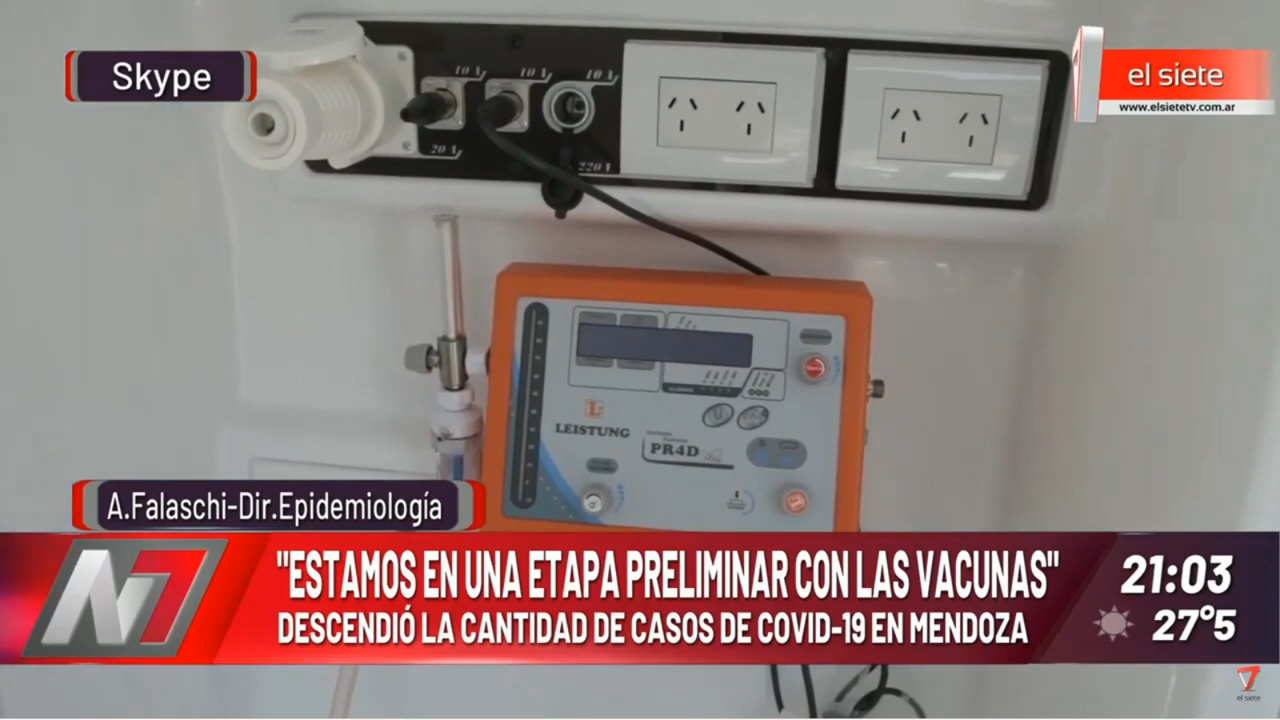 Skype
el siete
www.elsietetv.com.ar
10 A
10 A
10 A
20 A
220 V
LEISTUNG
PR4D
A.Falaschi-Dir.Epidemiología
N7
"ESTAMOS EN UNA ETAPA PRELIMINAR CON LAS VACUNAS"
DESCENDIÓ LA CANTIDAD DE CASOS DE COVID-19 EN MENDOZA
21:03
27°5
el siete